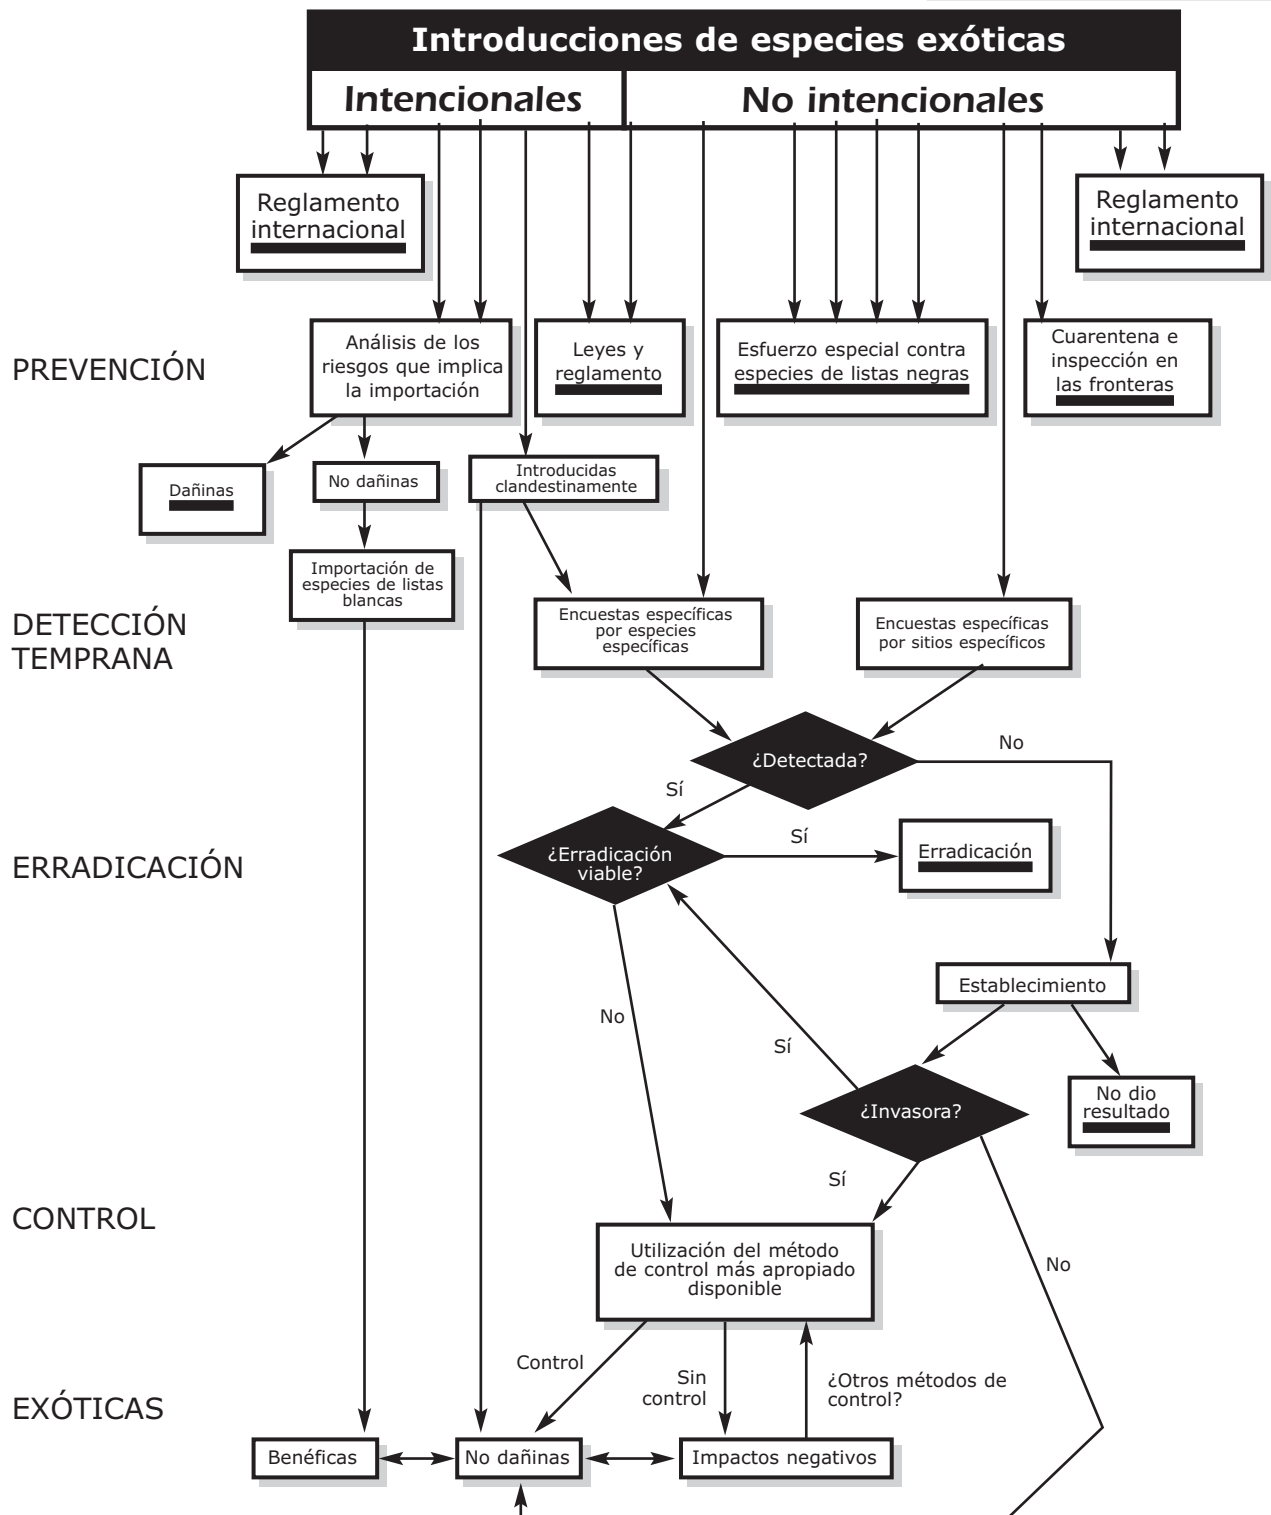 Introducciones de especies exóticas
Intencionales
No intencionales
Reglamento
internacional
Reglamento
internacional
PREVENCIÓN
Análisis de los
riesgos que implica
la importación
Leyes y
reglamento
Esfuerzo especial contra
especies de listas negras
Cuarentena e
inspección en
las fronteras
Dañinas
No dañinas
Introducidas
clandestinamente
Importación de
especies de listas
blancas
DETECCIÓN
TEMPRANA
Encuestas específicas
por especies
específicas
Encuestas específicas
por sitios específicos
¿Detectada?
No
Sí
ERRADICACIÓN
¿Erradicación
viable?
Sí
Erradicación
Establecimiento
No
Sí
¿Invasora?
No dio
resultado
Sí
CONTROL
Utilización del método
de control más apropiado
disponible
No
Control
Sin
control
¿Otros métodos de
control?
EXÓTICAS
Benéficas
No dañinas
Impactos negativos